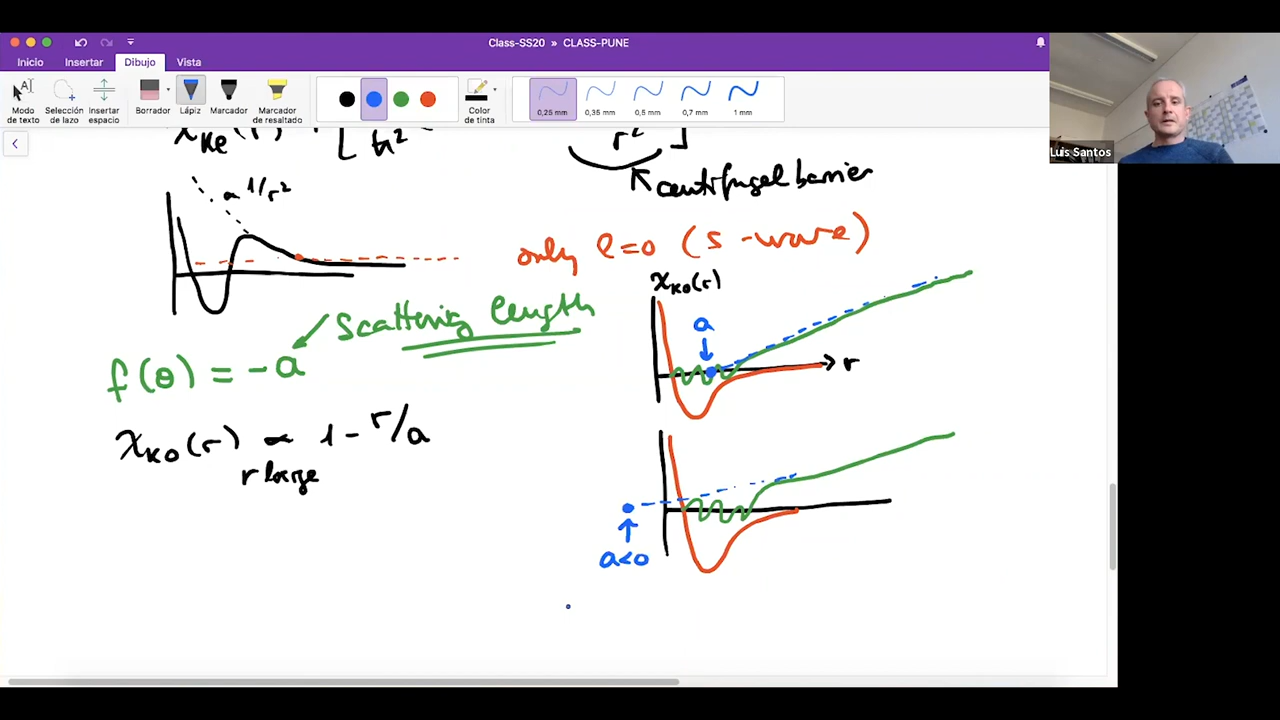 Class-SS20 » CLASS-PUNE
Inicio
Insertar
Dibujo
Vista
Modo de texto
Selección de lazo
Insertar espacio
Borrador
Lápiz
Marcador
Marcador de resaltado
Color de tinta
0,25 mm
0,35 mm
0,5 mm
0,7 mm
1 mm
Luis Santos
ħ²
r²
centrifugal barrier
1/r²
only l=0 (s-wave)
χK0(r)
Scattering length
a
f(θ) = -a
r
χK0(r) ∝ 1 - r/a
r large
a<0